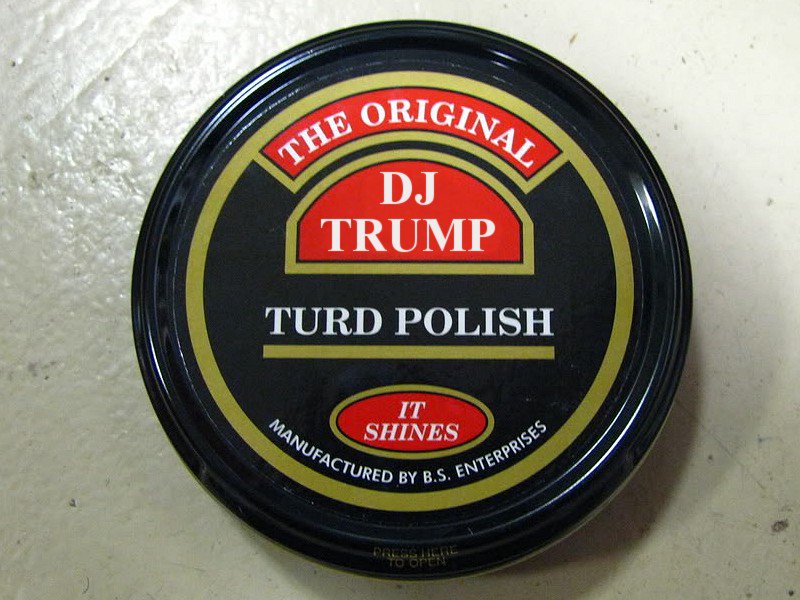 THE ORIGINAL
DJ
TRUMP
TURD POLISH
IT
SHINES
MANUFACTURED BY B.S. ENTERPRISES
PRESS HERE
TO OPEN